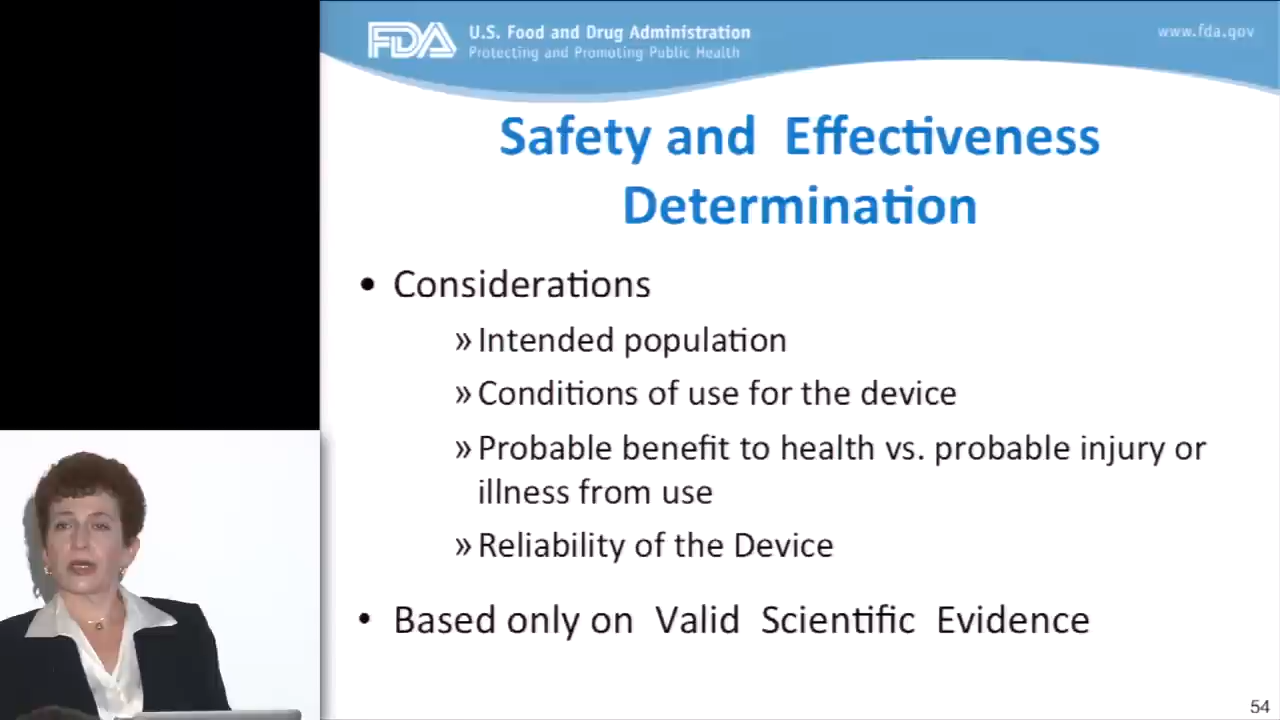 FDA
U.S. Food and Drug Administration
Protecting and Promoting Public Health
www.fda.gov
Safety and Effectiveness
Determination
• Considerations
» Intended population
» Conditions of use for the device
» Probable benefit to health vs. probable injury or
illness from use
» Reliability of the Device
• Based only on Valid Scientific Evidence
54